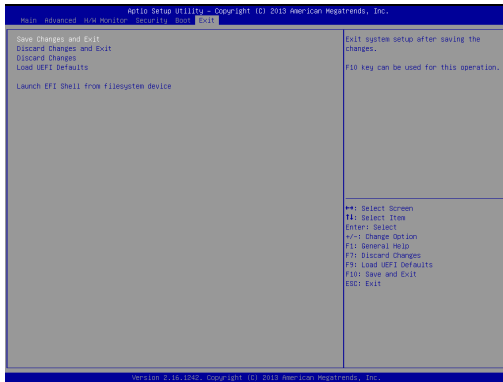 Aptio Setup Utility – Copyright (C) 2013 American Megatrends, Inc.
Main Advanced H/W Monitor Security Boot Exit
Save Changes and Exit
Discard Changes and Exit
Discard Changes
Load UEFI Defaults
Launch EFI Shell from filesystem device
Exit system setup after saving the
changes.
F10 key can be used for this operation.
→←: Select Screen
↑↓: Select Item
Enter: Select
+/-: Change Option
F1: General Help
F7: Discard Changes
F9: Load UEFI Defaults
F10: Save and Exit
ESC: Exit
Version 2.16.1242. Copyright (C) 2013 American Megatrends, Inc.